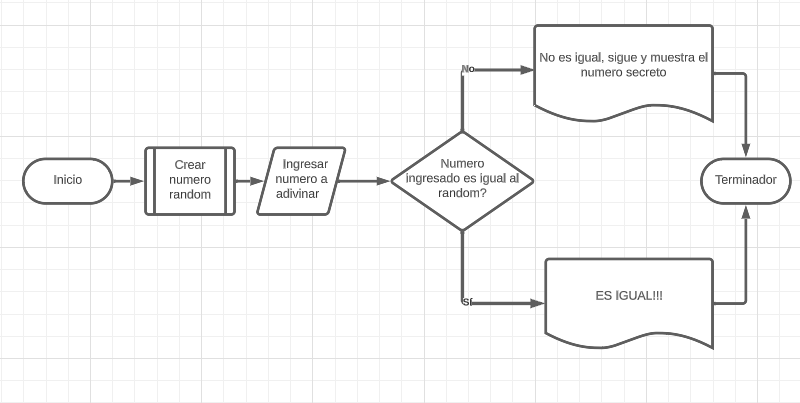 Inicio
Crear
numero
random
Ingresar
numero a
adivinar
Numero
ingresado es igual al
random?
No
No es igual, sigue y muestra el
numero secreto
Sí
ES IGUAL!!!
Terminador